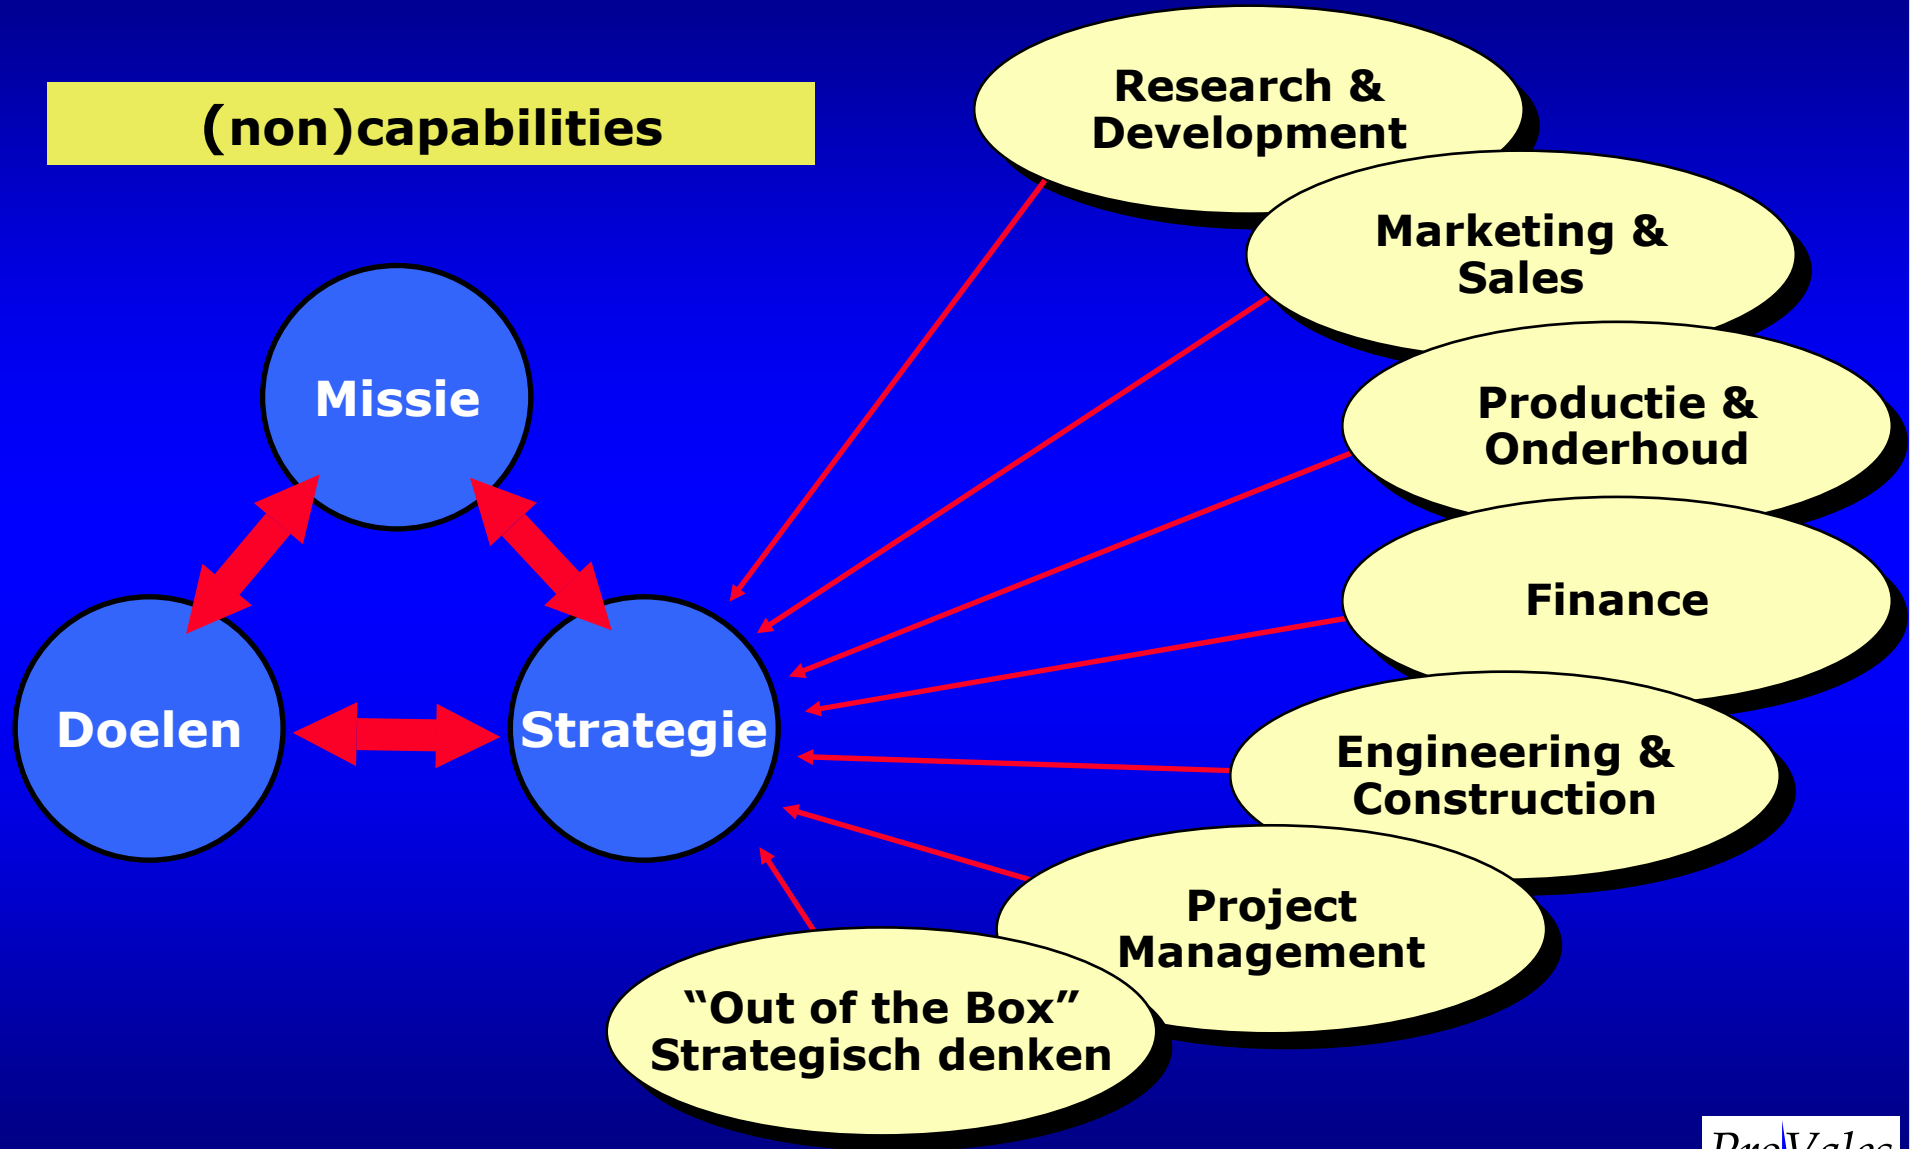 (non)capabilities
Research &
Development
Marketing &
Sales
Missie
Productie &
Onderhoud
Finance
Doelen
Strategie
Engineering &
Construction
Project
Management
“Out of the Box”
Strategisch denken
ProVales